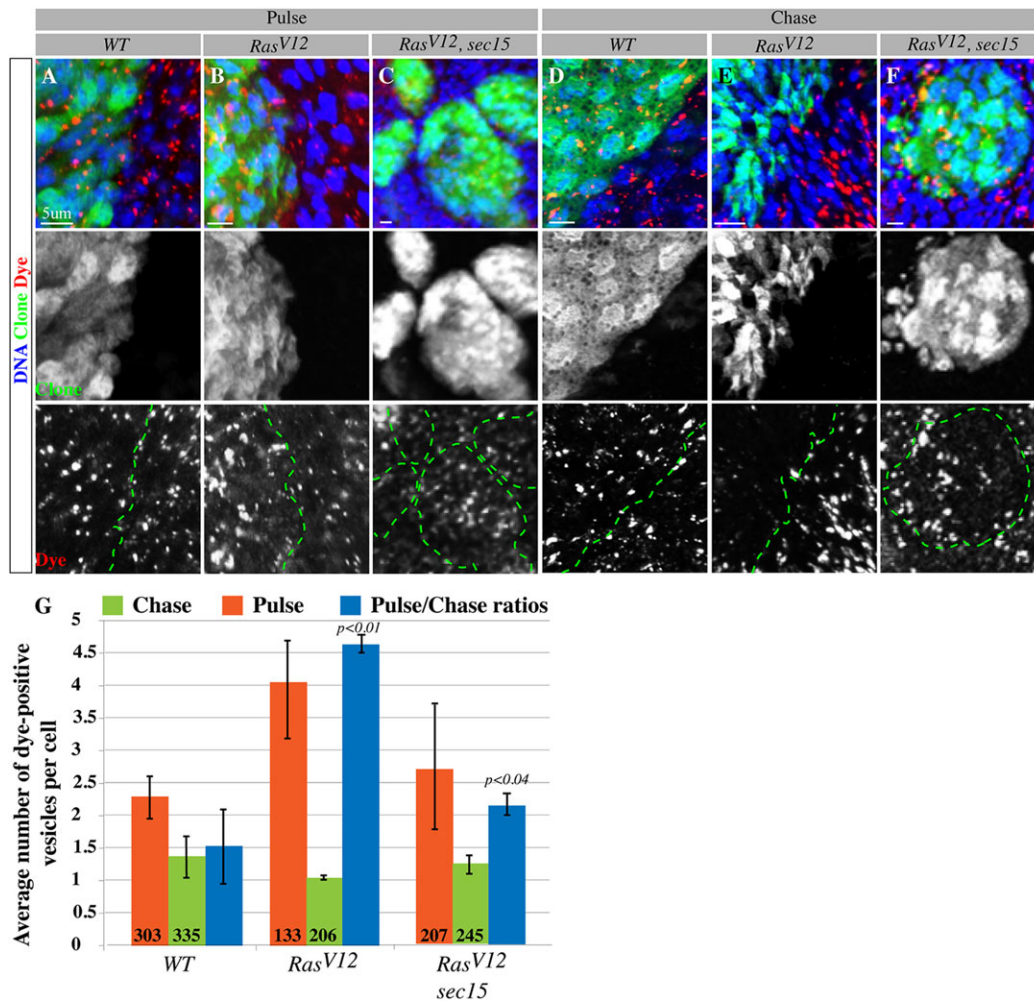 Pulse Chase
WT RasV12 RasV12, sec15 WT RasV12 RasV12, sec15
DNA Clone Dye
A B C D E F
5um
Clone
Dye
G Chase Pulse Pulse/Chase ratios
Average number of dye-positive
vesicles per cell
5
4.5
4
3.5
3
2.5
2
1.5
1
0.5
0
p<0.01
p<0.04
303 335 133 206 207 245
WT RasV12 RasV12
sec15